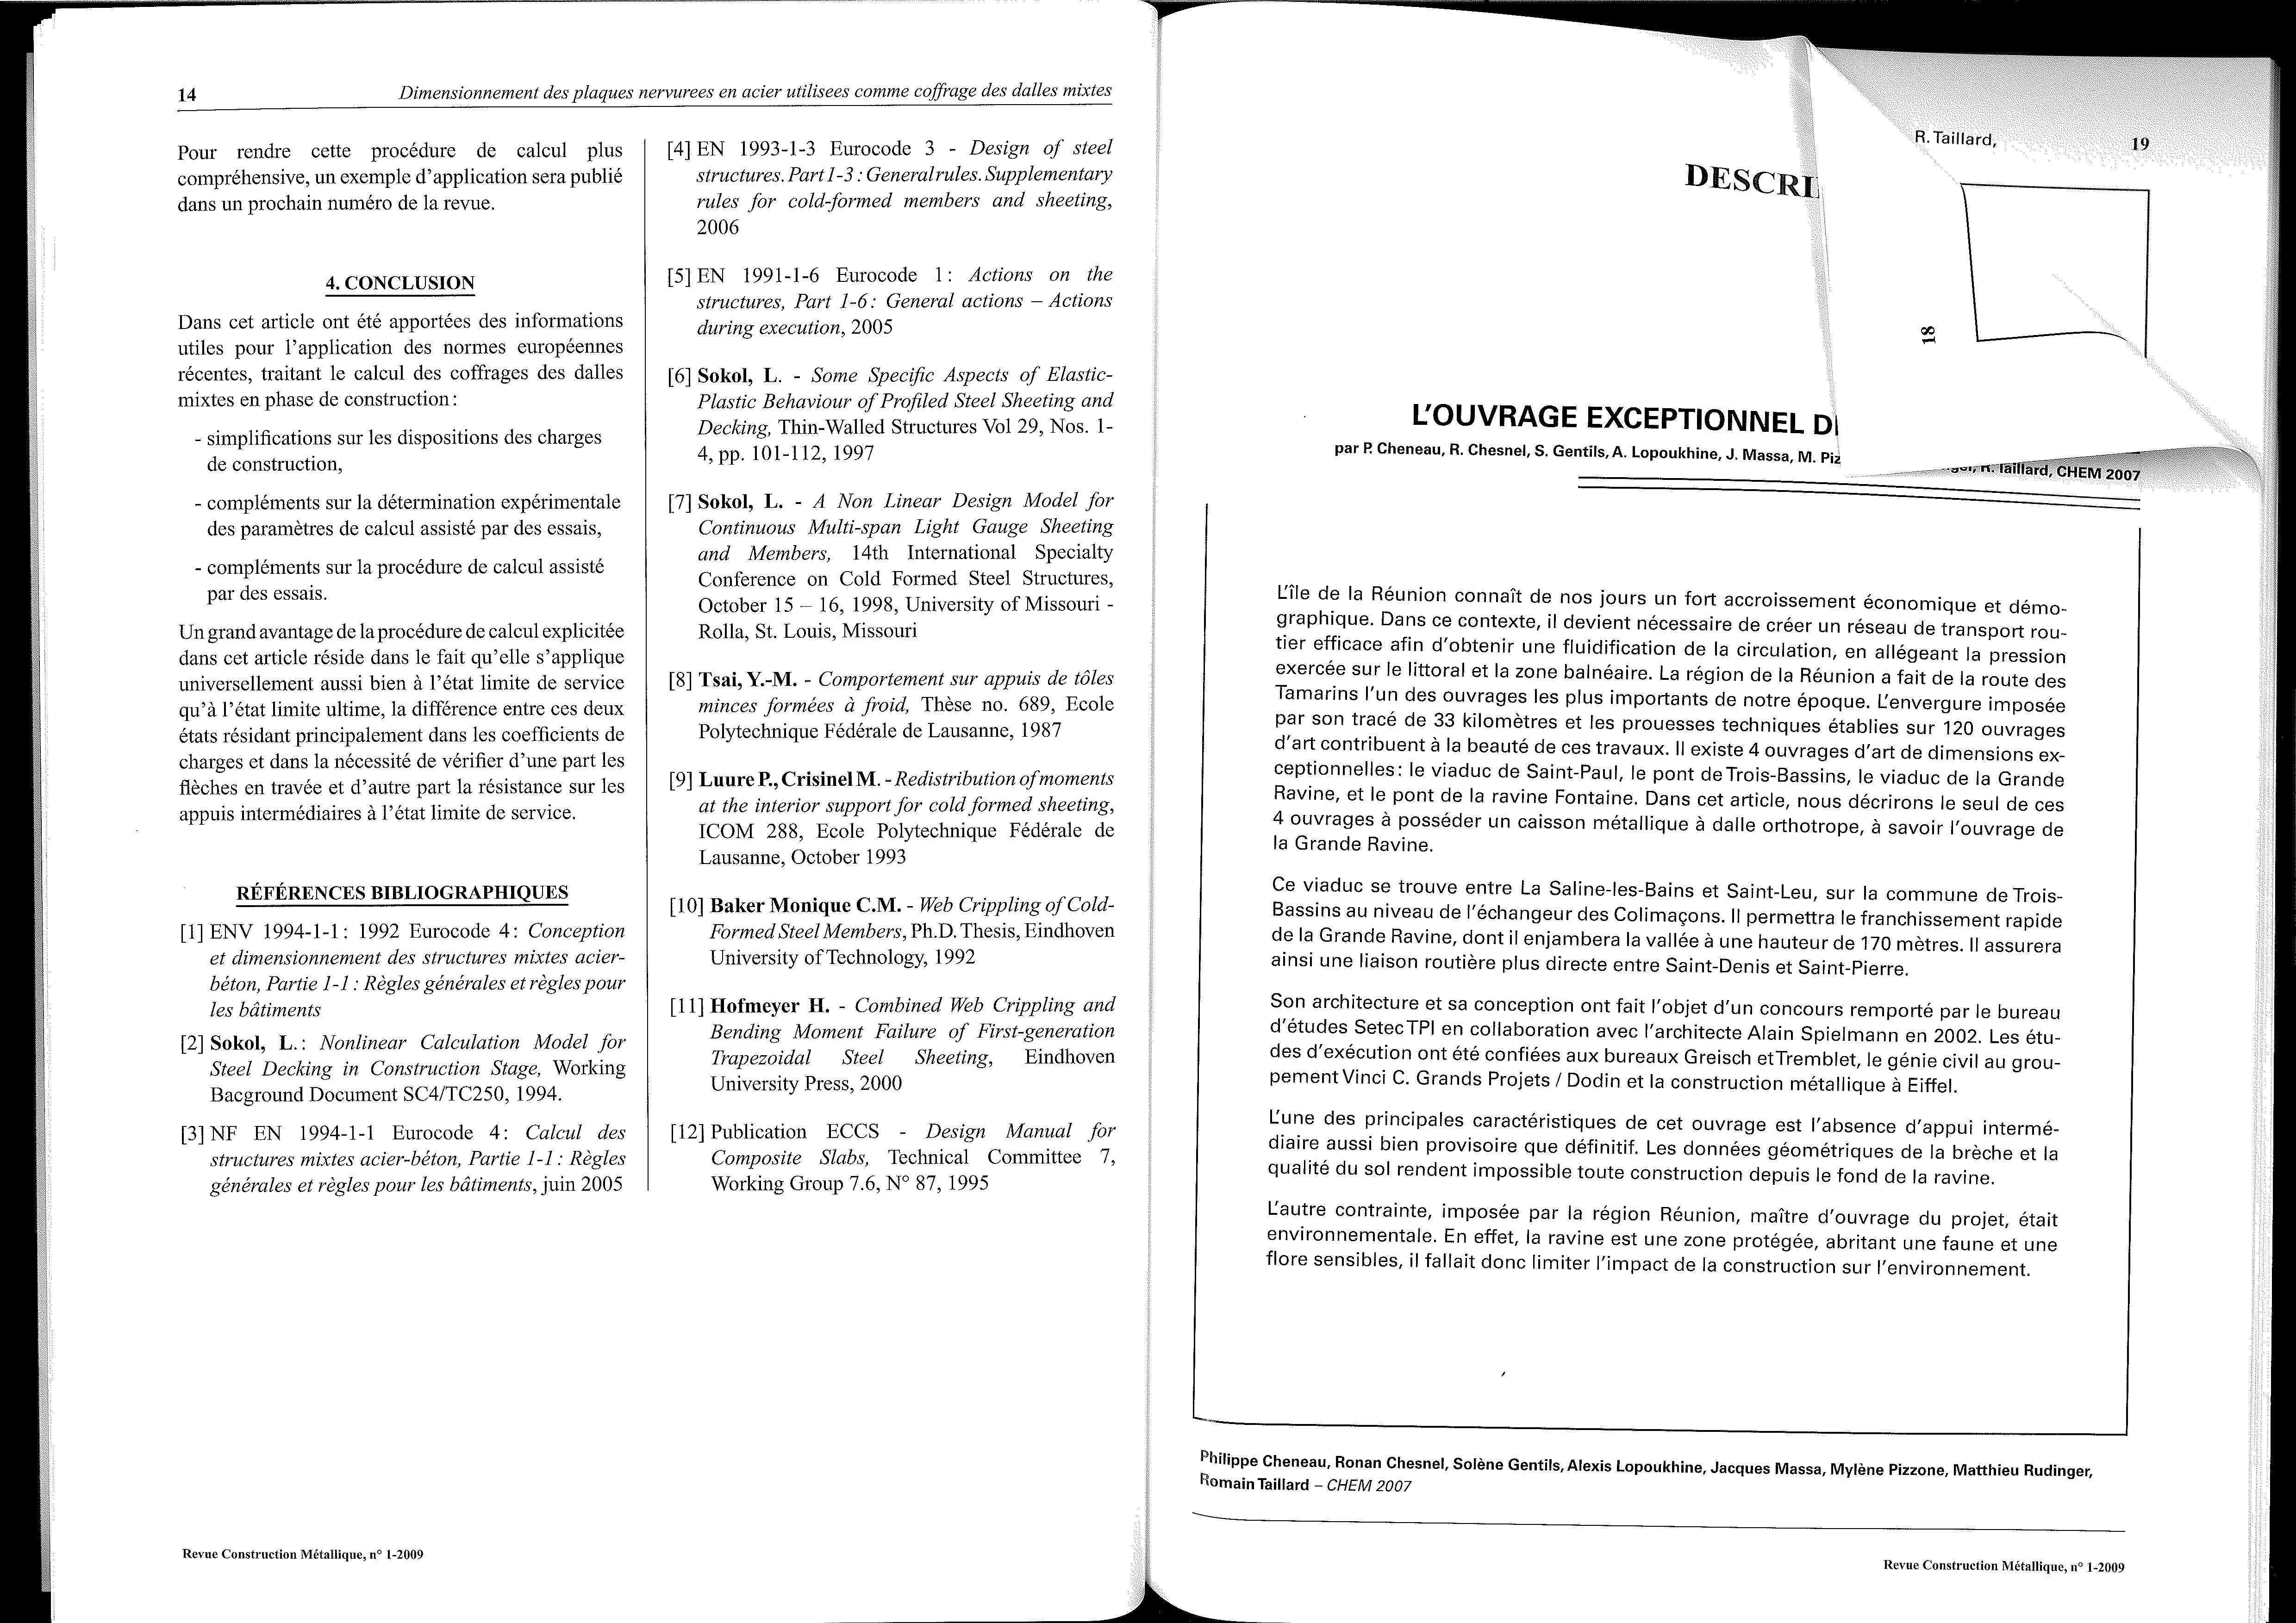 14
Dimensionnement des plaques nervurees en acier utilisees comme coffrage des dalles mixtes
Pour rendre cette procédure de calcul plus
compréhensive, un exemple d'application sera publié
dans un prochain numéro de la revue.
4. CONCLUSION
Dans cet article ont été apportées des informations
utiles pour l'application des normes européennes
récentes, traitant le calcul des coffrages des dalles
mixtes en phase de construction :
- simplifications sur les dispositions des charges
de construction,
- compléments sur la détermination expérimentale
des paramètres de calcul assisté par des essais,
- compléments sur la procédure de calcul assisté
par des essais.
Un grand avantage de la procédure de calcul explicitée
dans cet article réside dans le fait qu'elle s'applique
universellement aussi bien à l'état limite de service
qu'à l'état limite ultime, la différence entre ces deux
états résidant principalement dans les coefficients de
charges et dans la nécessité de vérifier d'une part les
flèches en travée et d'autre part la résistance sur les
appuis intermédiaires à l'état limite de service.
RÉFÉRENCES BIBLIOGRAPHIQUES
[1] ENV 1994-1-1 : 1992 Eurocode 4 : Conception
et dimensionnement des structures mixtes acier-
béton, Partie 1-1 : Règles générales et règles pour
les bâtiments
[2] Sokol, L. : Nonlinear Calculation Model for
Steel Decking in Construction Stage, Working
Bacground Document SC4/TC250, 1994.
[3] NF EN 1994-1-1 Eurocode 4 : Calcul des
structures mixtes acier-béton, Partie 1-1 : Règles
générales et règles pour les bâtiments, juin 2005
[4] EN 1993-1-3 Eurocode 3 - Design of steel
structures. Part 1-3 : General rules. Supplementary
rules for cold-formed members and sheeting,
2006
[5] EN 1991-1-6 Eurocode 1 : Actions on the
structures, Part 1-6 : General actions – Actions
during execution, 2005
[6] Sokol, L. - Some Specific Aspects of Elastic-
Plastic Behaviour of Profiled Steel Sheeting and
Decking, Thin-Walled Structures Vol 29, Nos. 1-
4, pp. 101-112, 1997
[7] Sokol, L. - A Non Linear Design Model for
Continuous Multi-span Light Gauge Sheeting
and Members, 14th International Specialty
Conference on Cold Formed Steel Structures,
October 15 – 16, 1998, University of Missouri -
Rolla, St. Louis, Missouri
[8] Tsai, Y.-M. - Comportement sur appuis de tôles
minces formées à froid, Thèse no. 689, Ecole
Polytechnique Fédérale de Lausanne, 1987
[9] Luure P., Crisinel M. - Redistribution of moments
at the interior support for cold formed sheeting,
ICOM 288, Ecole Polytechnique Fédérale de
Lausanne, October 1993
[10] Baker Monique C.M. - Web Crippling of Cold-
Formed Steel Members, Ph.D. Thesis, Eindhoven
University of Technology, 1992
[11] Hofmeyer H. - Combined Web Crippling and
Bending Moment Failure of First-generation
Trapezoidal Steel Sheeting, Eindhoven
University Press, 2000
[12] Publication ECCS - Design Manual for
Composite Slabs, Technical Committee 7,
Working Group 7.6, N° 87, 1995
Revue Construction Métallique, n° 1-2009
R. Taillard,
19
DESCRI
18
L'OUVRAGE EXCEPTIONNEL D
par P. Cheneau, R. Chesnel, S. Gentils, A. Lopoukhine, J. Massa, M. Piz
R. Taillard, CHEM 2007
L'île de la Réunion connaît de nos jours un fort accroissement économique et démo-
graphique. Dans ce contexte, il devient nécessaire de créer un réseau de transport rou-
tier efficace afin d'obtenir une fluidification de la circulation, en allégeant la pression
exercée sur le littoral et la zone balnéaire. La région de la Réunion a fait de la route des
Tamarins l'un des ouvrages les plus importants de notre époque. L'envergure imposée
par son tracé de 33 kilomètres et les prouesses techniques établies sur 120 ouvrages
d'art contribuent à la beauté de ces travaux. Il existe 4 ouvrages d'art de dimensions ex-
ceptionnelles : le viaduc de Saint-Paul, le pont de Trois-Bassins, le viaduc de la Grande
Ravine, et le pont de la ravine Fontaine. Dans cet article, nous décrirons le seul de ces
4 ouvrages à posséder un caisson métallique à dalle orthotrope, à savoir l'ouvrage de
la Grande Ravine.
Ce viaduc se trouve entre La Saline-les-Bains et Saint-Leu, sur la commune de Trois-
Bassins au niveau de l'échangeur des Colimaçons. Il permettra le franchissement rapide
de la Grande Ravine, dont il enjambera la vallée à une hauteur de 170 mètres. Il assurera
ainsi une liaison routière plus directe entre Saint-Denis et Saint-Pierre.
Son architecture et sa conception ont fait l'objet d'un concours remporté par le bureau
d'études Setec TPI en collaboration avec l'architecte Alain Spielmann en 2002. Les étu-
des d'exécution ont été confiées aux bureaux Greisch et Tremblet, le génie civil au grou-
pement Vinci C. Grands Projets / Dodin et la construction métallique à Eiffel.
L'une des principales caractéristiques de cet ouvrage est l'absence d'appui intermé-
diaire aussi bien provisoire que définitif. Les données géométriques de la brèche et la
qualité du sol rendent impossible toute construction depuis le fond de la ravine.
L'autre contrainte, imposée par la région Réunion, maître d'ouvrage du projet, était
environnementale. En effet, la ravine est une zone protégée, abritant une faune et une
flore sensibles, il fallait donc limiter l'impact de la construction sur l'environnement.
Philippe Cheneau, Ronan Chesnel, Solène Gentils, Alexis Lopoukhine, Jacques Massa, Mylène Pizzone, Matthieu Rudinger,
Romain Taillard – CHEM 2007
Revue Construction Métallique, n° 1-2009